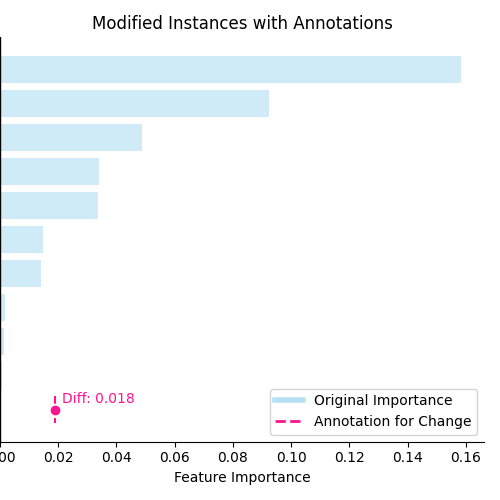 Modified Instances with Annotations
Diff: 0.018
Original Importance
Annotation for Change
00 0.02 0.04 0.06 0.08 0.10 0.12 0.14 0.16
Feature Importance